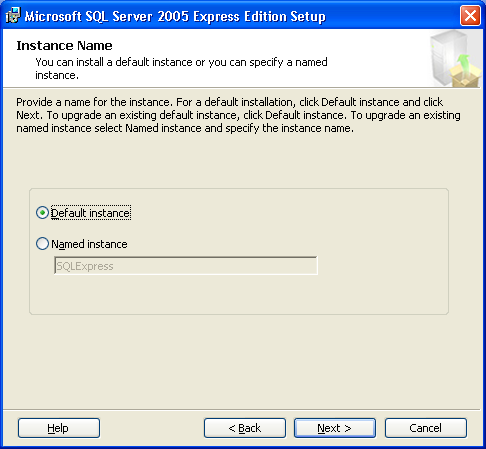 Microsoft SQL Server 2005 Express Edition Setup
Instance Name
You can install a default instance or you can specify a named
instance.
Provide a name for the instance. For a default installation, click Default instance and click
Next. To upgrade an existing default instance, click Default instance. To upgrade an existing
named instance select Named instance and specify the instance name.
Default instance
Named instance
SQLExpress
Help
< Back
Next >
Cancel